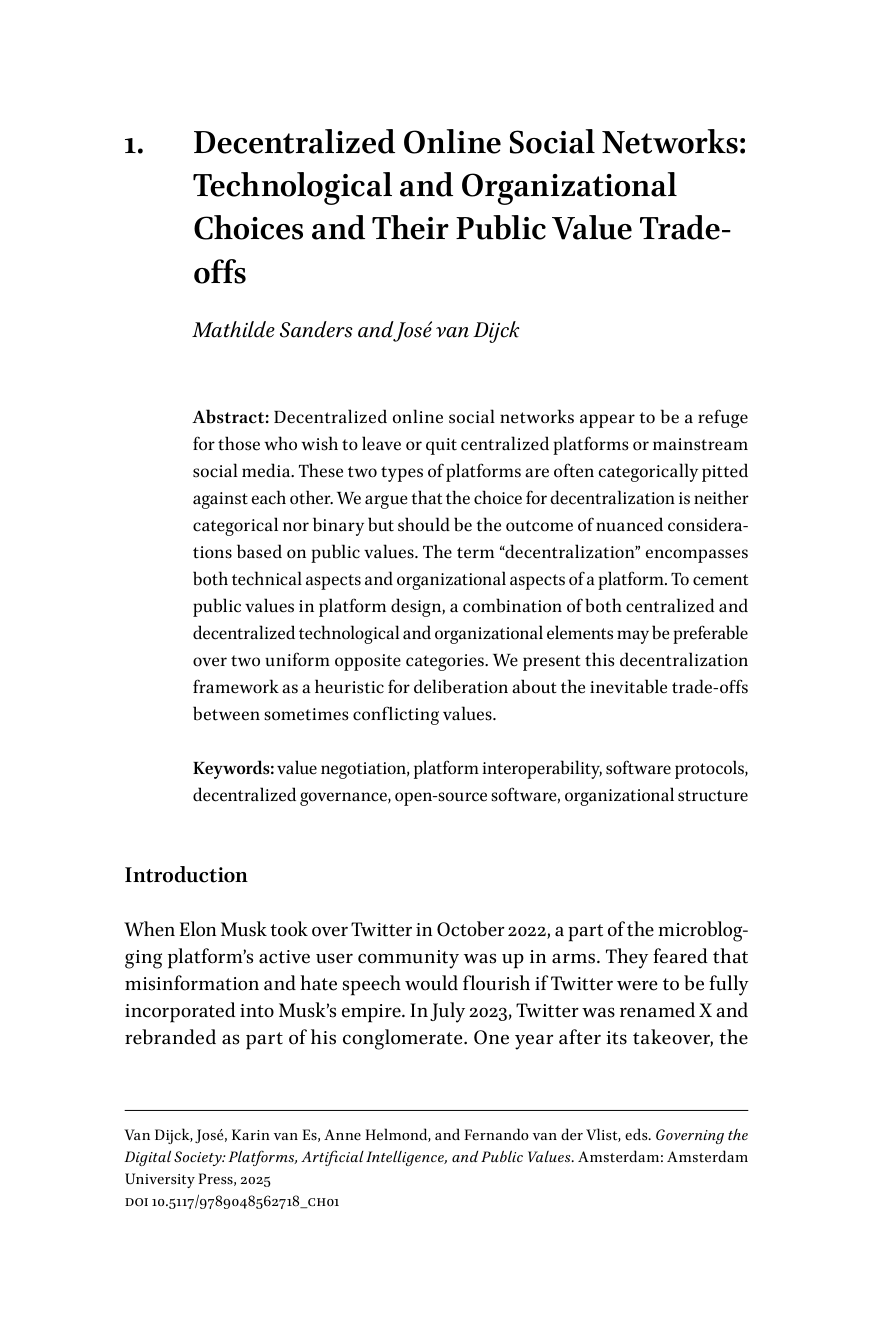 1. Decentralized Online Social Networks:
Technological and Organizational
Choices and Their Public Value Trade-
offs
Mathilde Sanders and José van Dijck
Abstract: Decentralized online social networks appear to be a refuge
for those who wish to leave or quit centralized platforms or mainstream
social media. These two types of platforms are often categorically pitted
against each other. We argue that the choice for decentralization is neither
categorical nor binary but should be the outcome of nuanced considera-
tions based on public values. The term “decentralization” encompasses
both technical aspects and organizational aspects of a platform. To cement
public values in platform design, a combination of both centralized and
decentralized technological and organizational elements may be preferable
over two uniform opposite categories. We present this decentralization
framework as a heuristic for deliberation about the inevitable trade-offs
between sometimes conflicting values.
Keywords: value negotiation, platform interoperability, software protocols,
decentralized governance, open-source software, organizational structure
Introduction
When Elon Musk took over Twitter in October 2022, a part of the microblog-
ging platform’s active user community was up in arms. They feared that
misinformation and hate speech would flourish if Twitter were to be fully
incorporated into Musk’s empire. In July 2023, Twitter was renamed X and
rebranded as part of his conglomerate. One year after its takeover, the
Van Dijck, José, Karin van Es, Anne Helmond, and Fernando van der Vlist, eds. Governing the
Digital Society: Platforms, Artificial Intelligence, and Public Values. Amsterdam: Amsterdam
University Press, 2025
DOI 10.5117/9789048562718_CH01